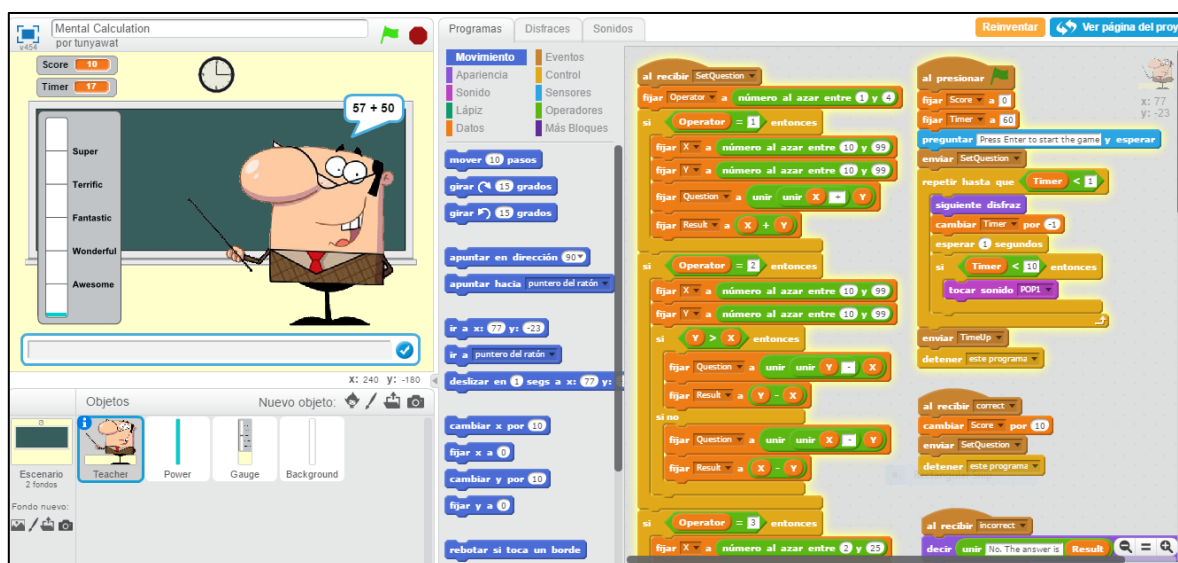 Mental Calculation
por tunyawat
v454
Score 10
Timer 17
57 + 50
Super
Terrific
Fantastic
Wonderful
Awesome
x: 240 y: -180
Objetos
Nuevo objeto:
Escenario
2 fondos
Fondo nuevo:
Teacher
Power
Gauge
Background
Programas
Disfraces
Sonidos
Movimiento
Apariencia
Sonido
Lápiz
Datos
Eventos
Control
Sensores
Operadores
Más Bloques
mover 10 pasos
girar 15 grados
girar 15 grados
apuntar en dirección 90
apuntar hacia puntero del ratón
ir a x: 77 y: -23
ir a puntero del ratón
deslizar en 1 segs a x: 77 y:
cambiar x por 10
fijar x a 0
cambiar y por 10
fijar y a 0
rebotar si toca un borde
Reinventar
Ver página del proy
x: 77
y: -23
al recibir SetQuestion
fijar Operator a número al azar entre 1 y 4
si Operator = 1 entonces
fijar X a número al azar entre 10 y 99
fijar Y a número al azar entre 10 y 99
fijar Question a unir unir X + Y
fijar Result a X + Y
si Operator = 2 entonces
fijar X a número al azar entre 10 y 99
fijar Y a número al azar entre 10 y 99
si Y > X entonces
fijar Question a unir unir Y - X
fijar Result a Y - X
si no
fijar Question a unir unir X - Y
fijar Result a X - Y
si Operator = 3 entonces
fijar X a número al azar entre 2 y 25
al presionar
fijar Score a 0
fijar Timer a 60
preguntar Press Enter to start the game y esperar
enviar SetQuestion
repetir hasta que Timer < 1
siguiente disfraz
cambiar Timer por -1
esperar 1 segundos
si Timer < 10 entonces
tocar sonido POP1
enviar TimeUp
detener este programa
al recibir correct
cambiar Score por 10
enviar SetQuestion
detener este programa
al recibir incorrect
decir unir No. The answer is Result